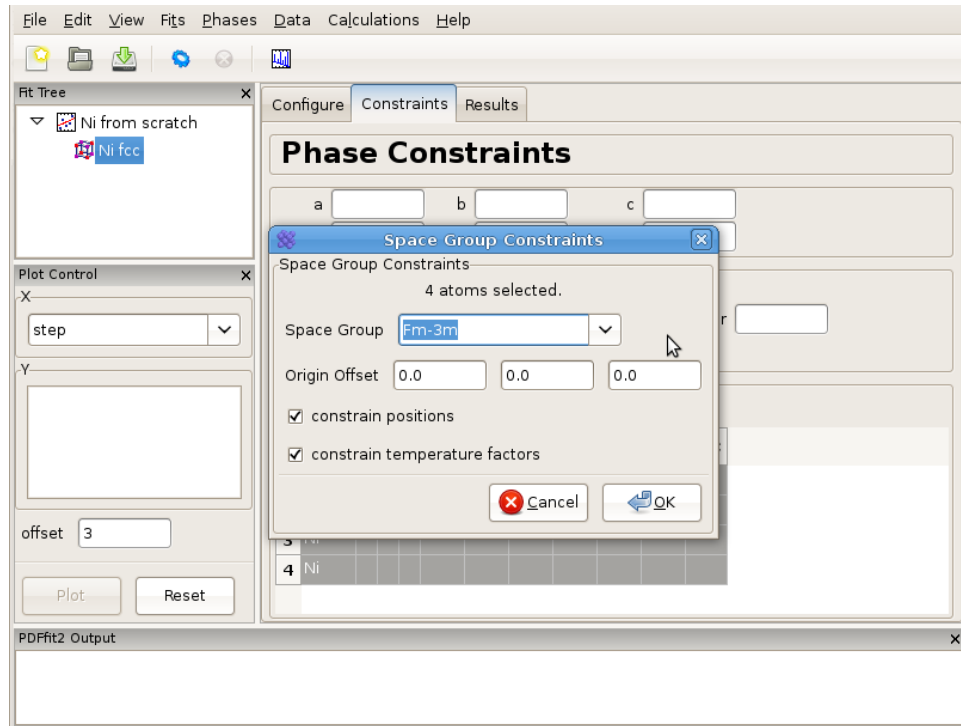 File Edit View Fits Phases Data Calculations Help
Fit Tree x
Ni from scratch
Ni fcc
Configure Constraints Results
Phase Constraints
a b c
Space Group Constraints
Space Group Constraints
4 atoms selected.
Space Group Fm-3m
Origin Offset 0.0 0.0 0.0
constrain positions
constrain temperature factors
Cancel OK
r
3 Ni
4 Ni
Plot Control x
X
step
Y
offset 3
Plot Reset
PDFfit2 Output x